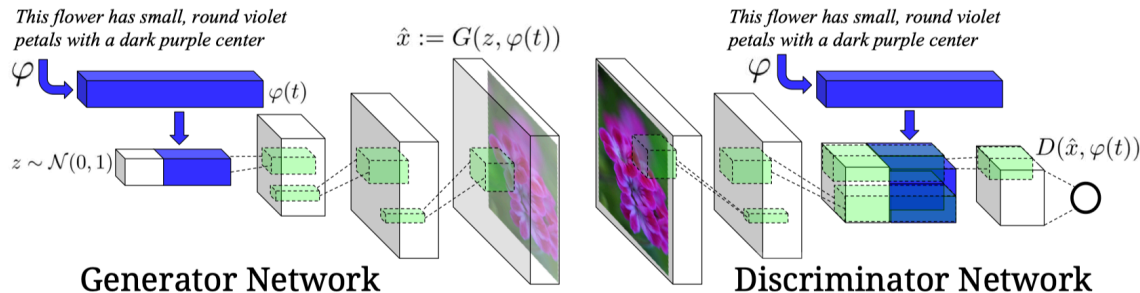 This flower has small, round violet
petals with a dark purple center
φ
φ(t)
z ∼ 𝒩(0, 1)
x̂ := G(z, φ(t))
Generator Network
This flower has small, round violet
petals with a dark purple center
φ
D(x̂, φ(t))
Discriminator Network